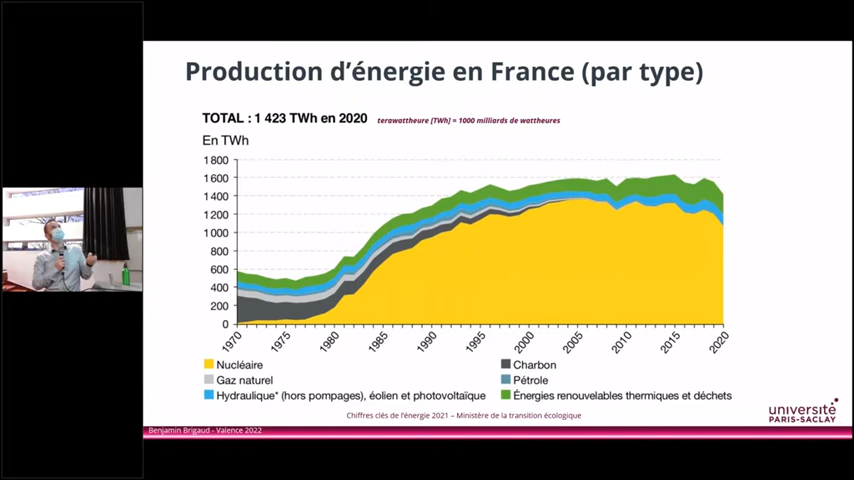 Production d'énergie en France (par type)
TOTAL : 1 423 TWh en 2020 terawattheure [TWh] = 1000 milliards de wattheures
En TWh
1 800
1 600
1 400
1 200
1 000
800
600
400
200
0
1970 1975 1980 1985 1990 1995 2000 2005 2010 2015 2020
Nucléaire Charbon
Gaz naturel Pétrole
Hydraulique* (hors pompages), éolien et photovoltaïque Énergies renouvelables thermiques et déchets
Chiffres clés de l'énergie 2021 – Ministère de la transition écologique
université
PARIS-SACLAY
Benjamin Brigaud - Valence 2022